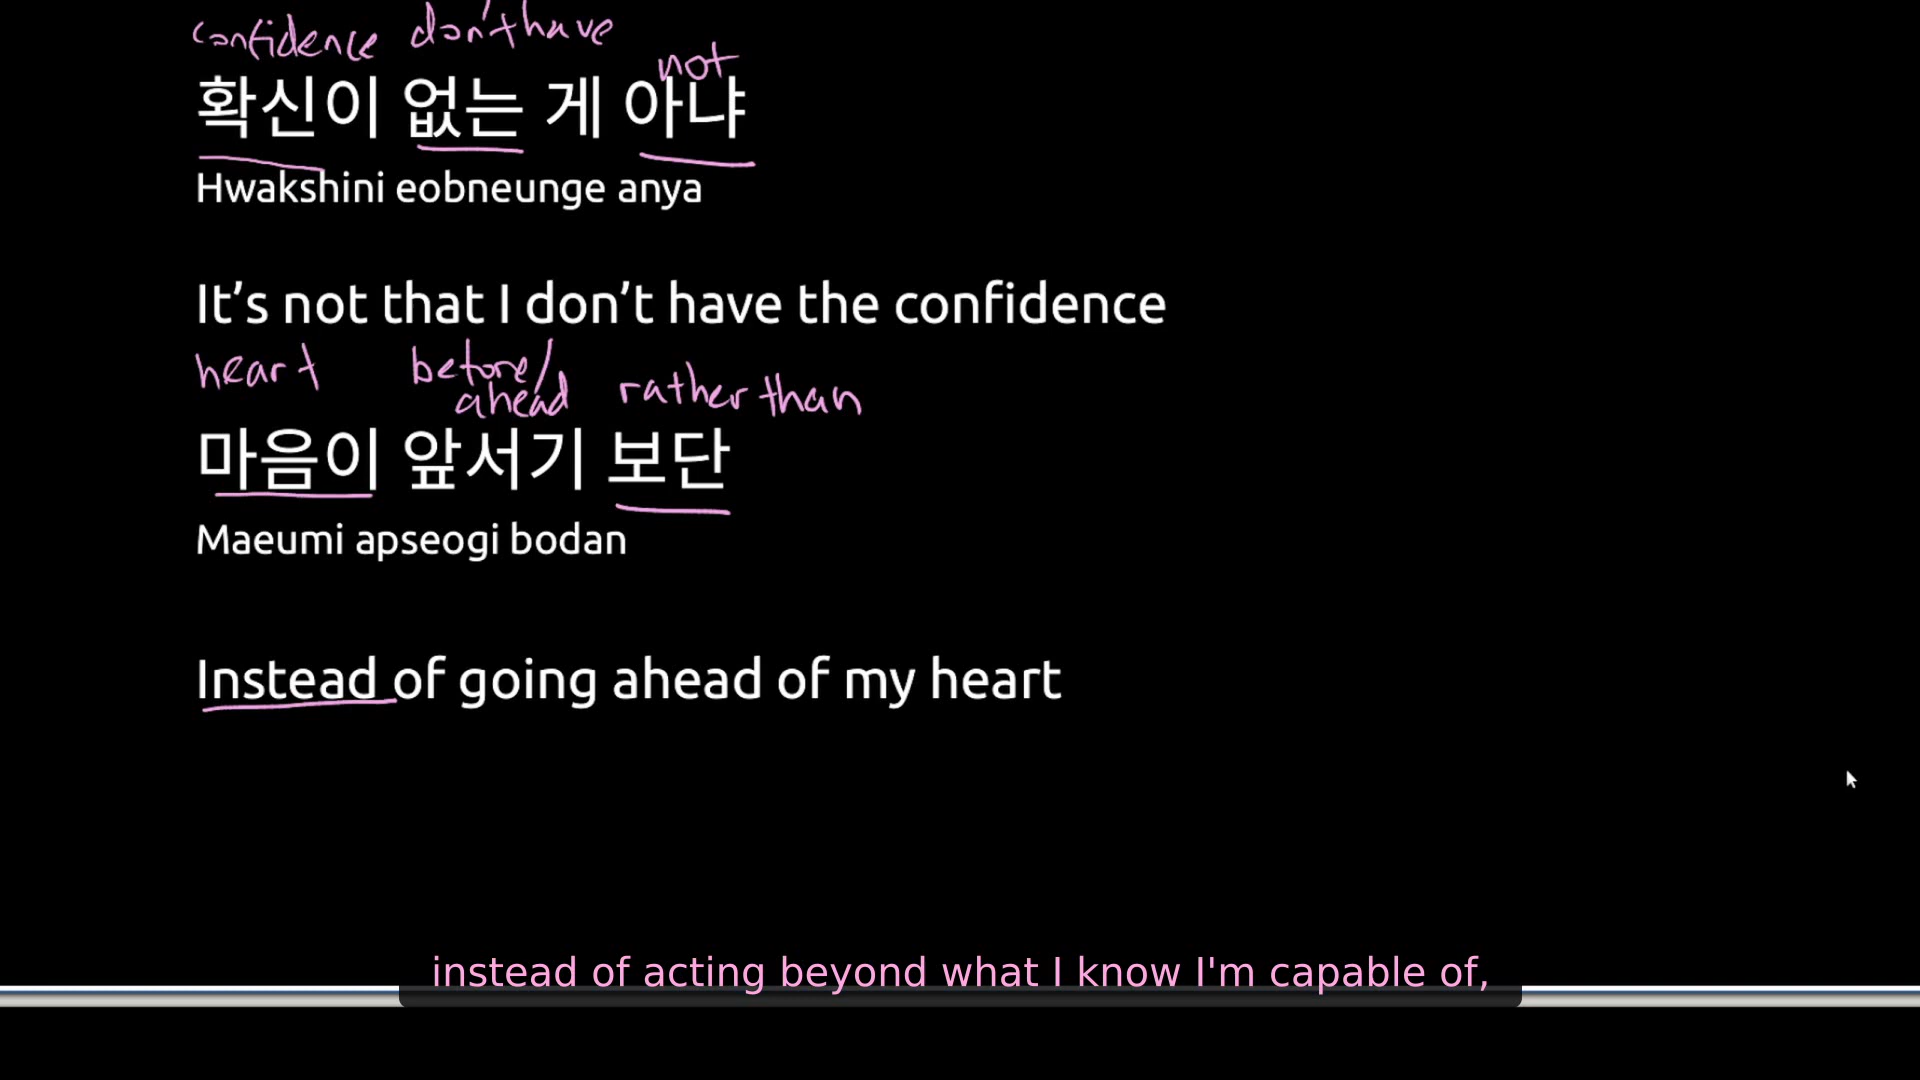 confidence don't have
not
확신이 없는 게 아냐
Hwakshini eobneunge anya
It's not that I don't have the confidence
heart before/
ahead rather than
마음이 앞서기 보단
Maeumi apseogi bodan
Instead of going ahead of my heart
instead of acting beyond what I know I'm capable of,